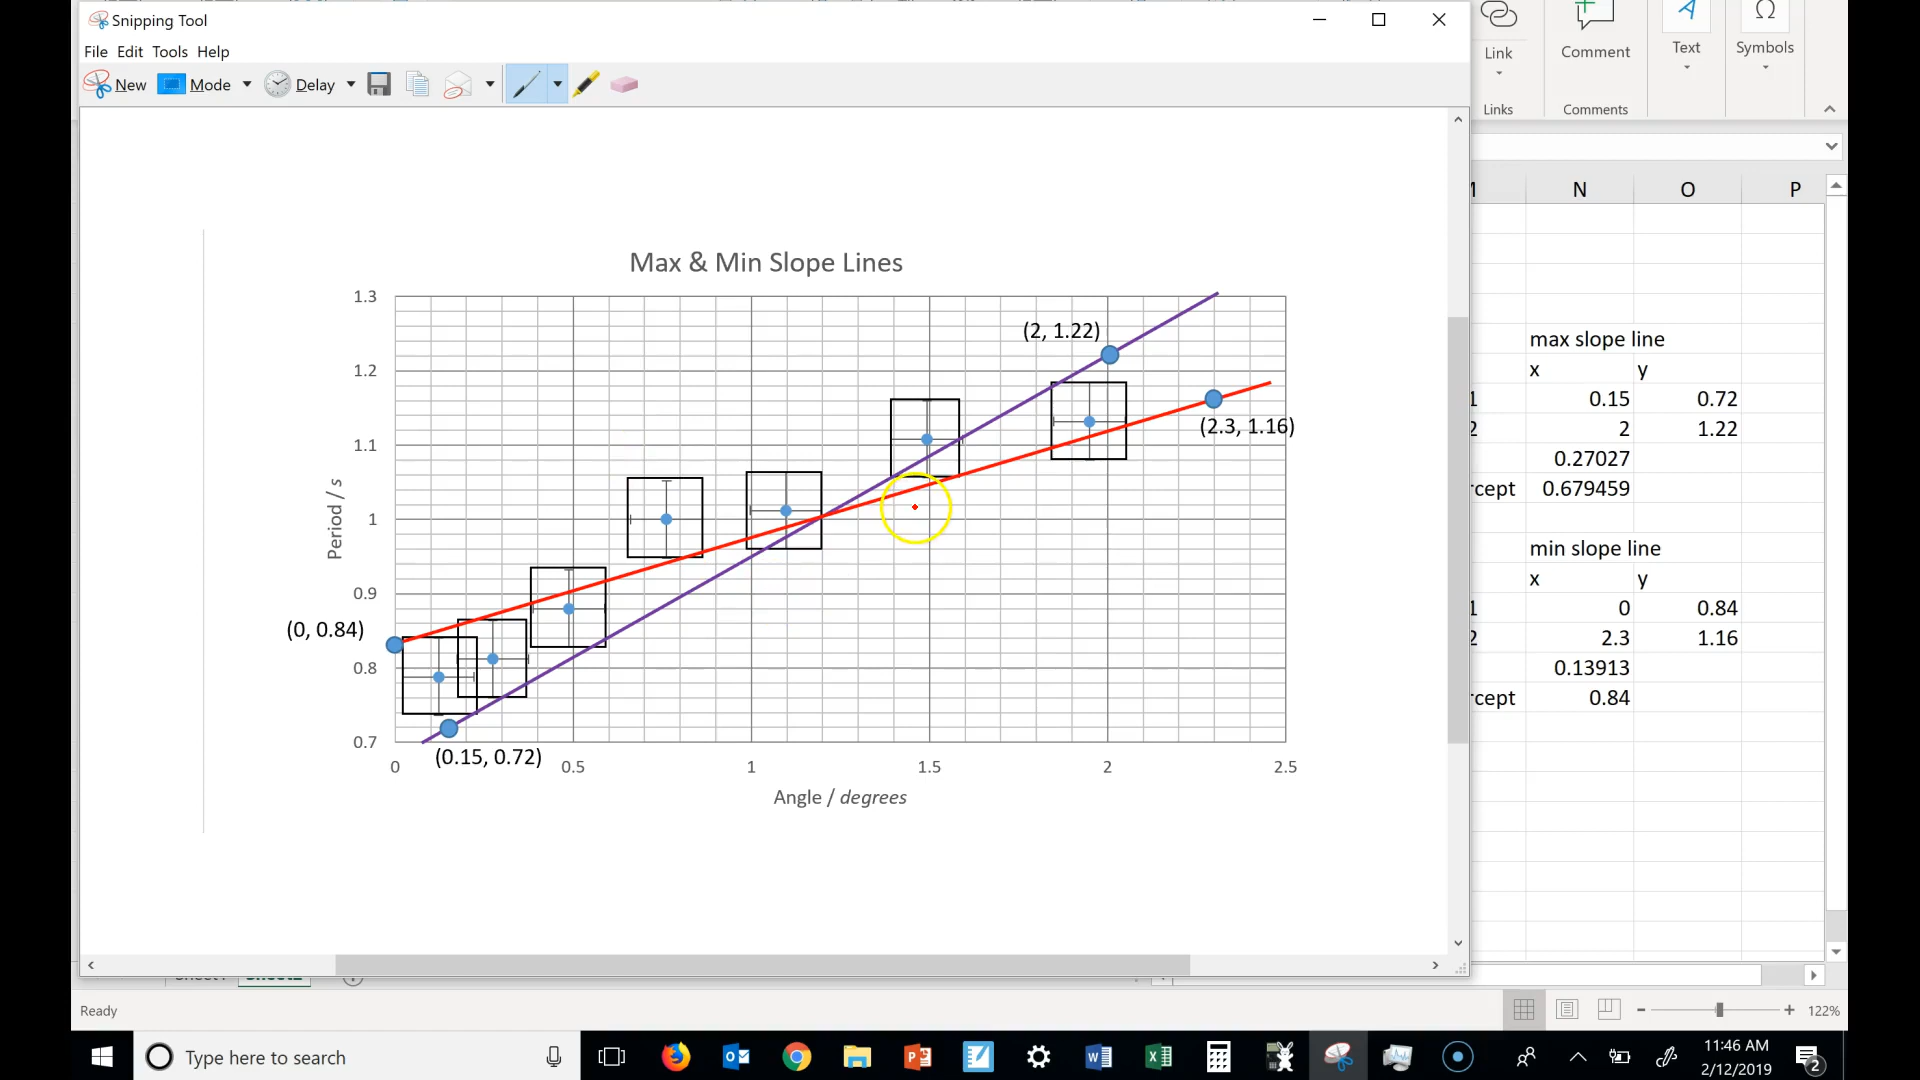 Snipping Tool
File Edit Tools Help
New Mode Delay
Link
Comment
Text
Symbols
Links
Comments
N O P
Max & Min Slope Lines
1.3
1.2
1.1
1
0.9
0.8
0.7
Period / s
0 0.5 1 1.5 2 2.5
Angle / degrees
(2, 1.22)
(2.3, 1.16)
(0, 0.84)
(0.15, 0.72)
max slope line
x y
1 0.15 0.72
2 2 1.22
0.27027
rcept 0.679459
min slope line
x y
1 0 0.84
2 2.3 1.16
0.13913
rcept 0.84
Ready
122%
Type here to search
11:46 AM
2/12/2019
2